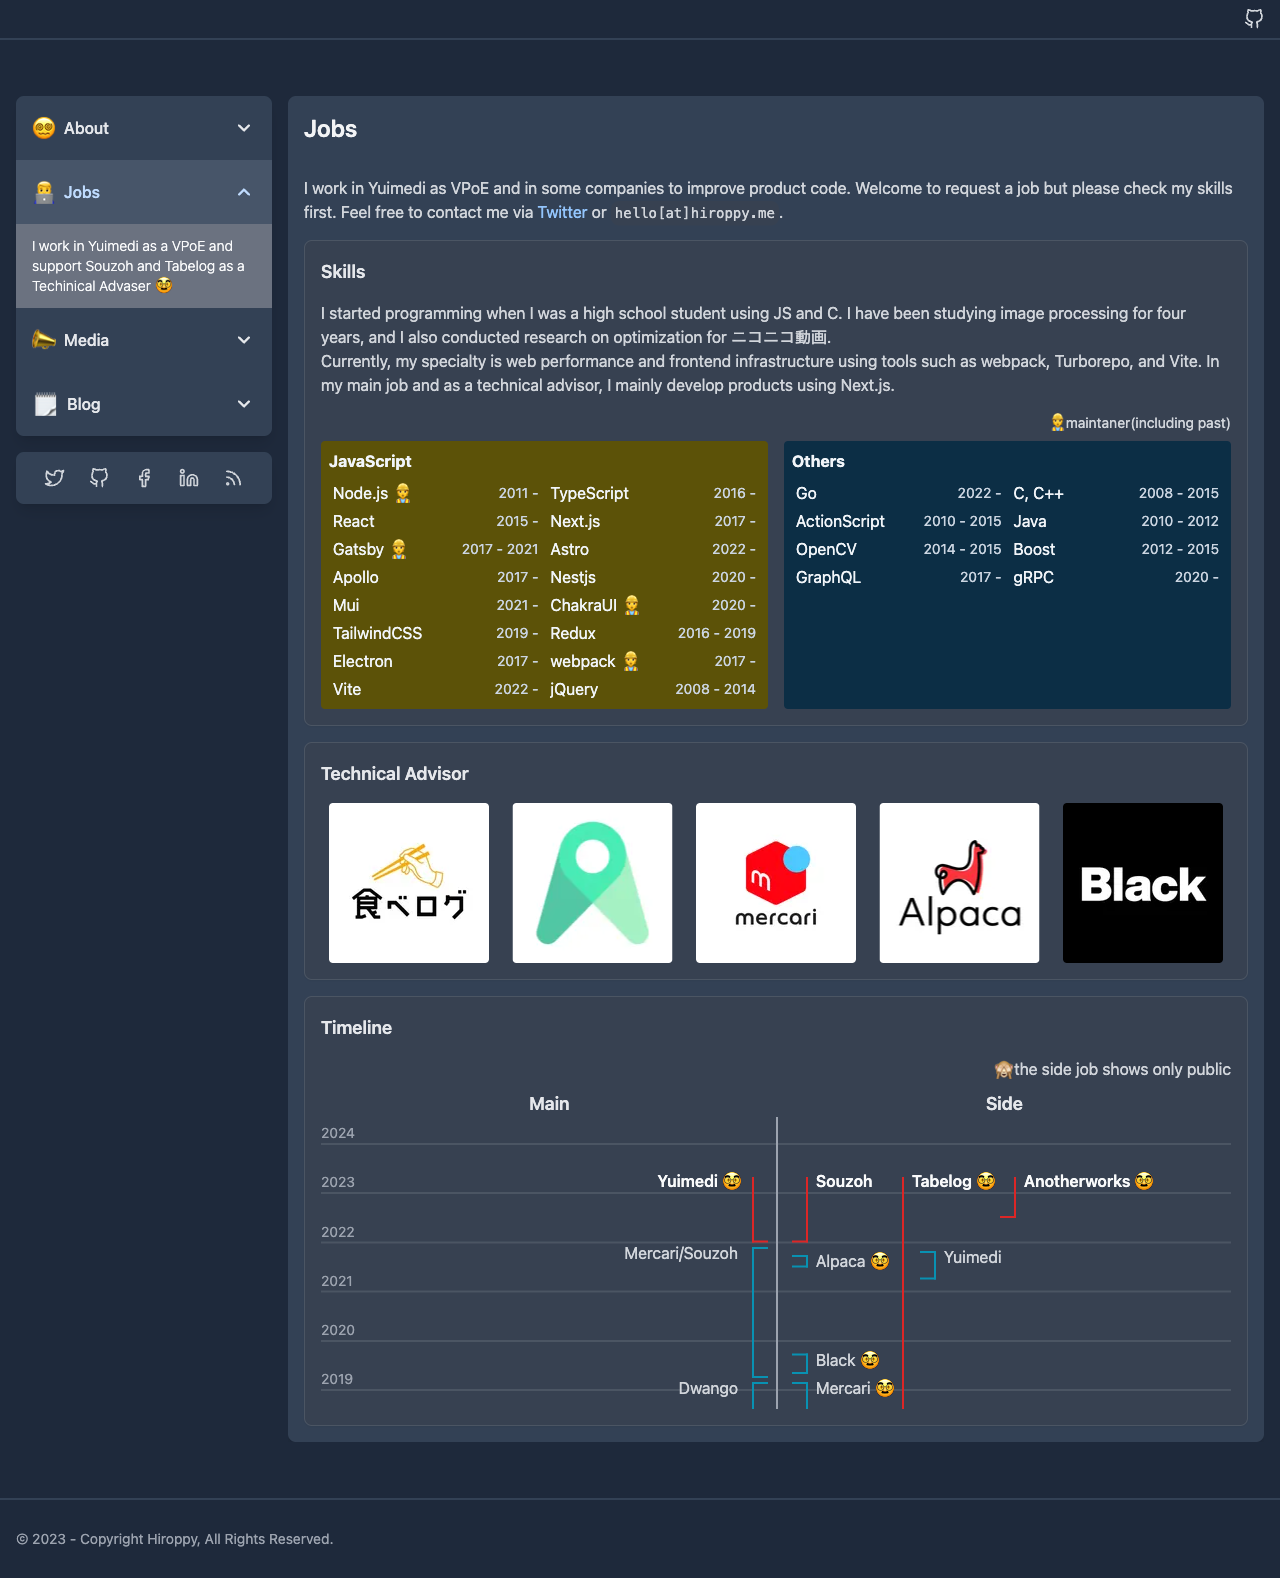 About
Jobs
I work in Yuimedi as a VPoE and
support Souzoh and Tabelog as a
Techinical Advaser
Media
Blog
Jobs
I work in Yuimedi as VPoE and in some companies to improve product code. Welcome to request a job but please check my skills
first. Feel free to contact me via Twitter or hello[at]hiroppy.me .
Skills
I started programming when I was a high school student using JS and C. I have been studying image processing for four
years, and I also conducted research on optimization for ニコニコ動画.
Currently, my specialty is web performance and frontend infrastructure using tools such as webpack, Turborepo, and Vite. In
my main job and as a technical advisor, I mainly develop products using Next.js.
maintaner(including past)
JavaScript
Node.js 2011 - TypeScript 2016 -
React 2015 - Next.js 2017 -
Gatsby 2017 - 2021 Astro 2022 -
Apollo 2017 - Nestjs 2020 -
Mui 2021 - ChakraUI 2020 -
TailwindCSS 2019 - Redux 2016 - 2019
Electron 2017 - webpack 2017 -
Vite 2022 - jQuery 2008 - 2014
Others
Go 2022 - C, C++ 2008 - 2015
ActionScript 2010 - 2015 Java 2010 - 2012
OpenCV 2014 - 2015 Boost 2012 - 2015
GraphQL 2017 - gRPC 2020 -
Technical Advisor
食べログ
m
mercari
Alpaca
Black
Timeline
the side job shows only public
Main Side
2024
2023 Yuimedi Souzoh Tabelog Anotherworks
2022
Mercari/Souzoh Alpaca Yuimedi
2021
2020
Black
2019
Dwango Mercari
© 2023 - Copyright Hiroppy, All Rights Reserved.